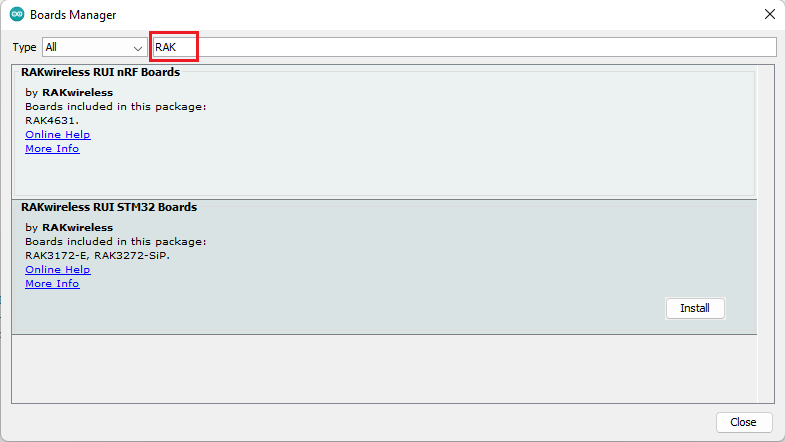 Boards Manager
Type All RAK
RAKwireless RUI nRF Boards
by RAKwireless
Boards included in this package:
RAK4631.
Online Help
More Info
RAKwireless RUI STM32 Boards
by RAKwireless
Boards included in this package:
RAK3172-E, RAK3272-SiP.
Online Help
More Info
Install
Close